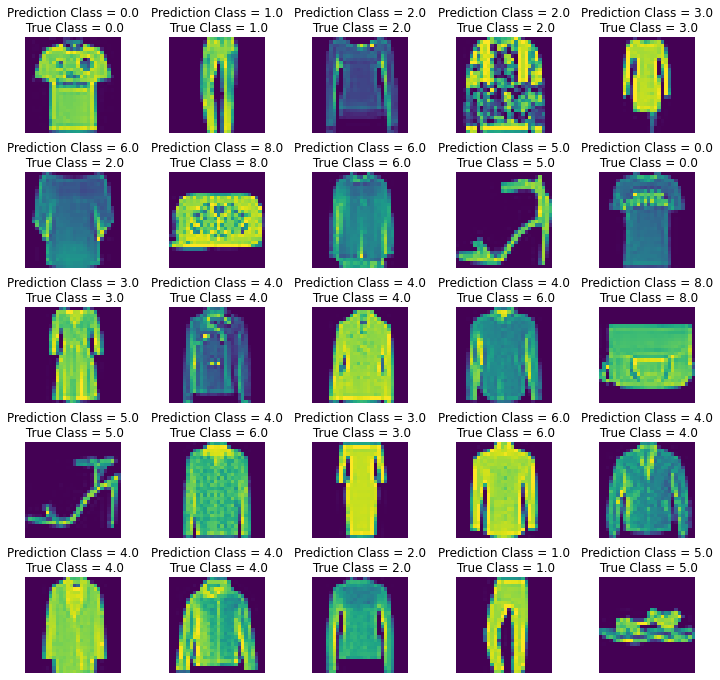 Prediction Class = 0.0
True Class = 0.0
Prediction Class = 1.0
True Class = 1.0
Prediction Class = 2.0
True Class = 2.0
Prediction Class = 2.0
True Class = 2.0
Prediction Class = 3.0
True Class = 3.0
Prediction Class = 6.0
True Class = 2.0
Prediction Class = 8.0
True Class = 8.0
Prediction Class = 6.0
True Class = 6.0
Prediction Class = 5.0
True Class = 5.0
Prediction Class = 0.0
True Class = 0.0
Prediction Class = 3.0
True Class = 3.0
Prediction Class = 4.0
True Class = 4.0
Prediction Class = 4.0
True Class = 4.0
Prediction Class = 4.0
True Class = 6.0
Prediction Class = 8.0
True Class = 8.0
Prediction Class = 5.0
True Class = 5.0
Prediction Class = 4.0
True Class = 6.0
Prediction Class = 3.0
True Class = 3.0
Prediction Class = 6.0
True Class = 6.0
Prediction Class = 4.0
True Class = 4.0
Prediction Class = 4.0
True Class = 4.0
Prediction Class = 4.0
True Class = 4.0
Prediction Class = 2.0
True Class = 2.0
Prediction Class = 1.0
True Class = 1.0
Prediction Class = 5.0
True Class = 5.0